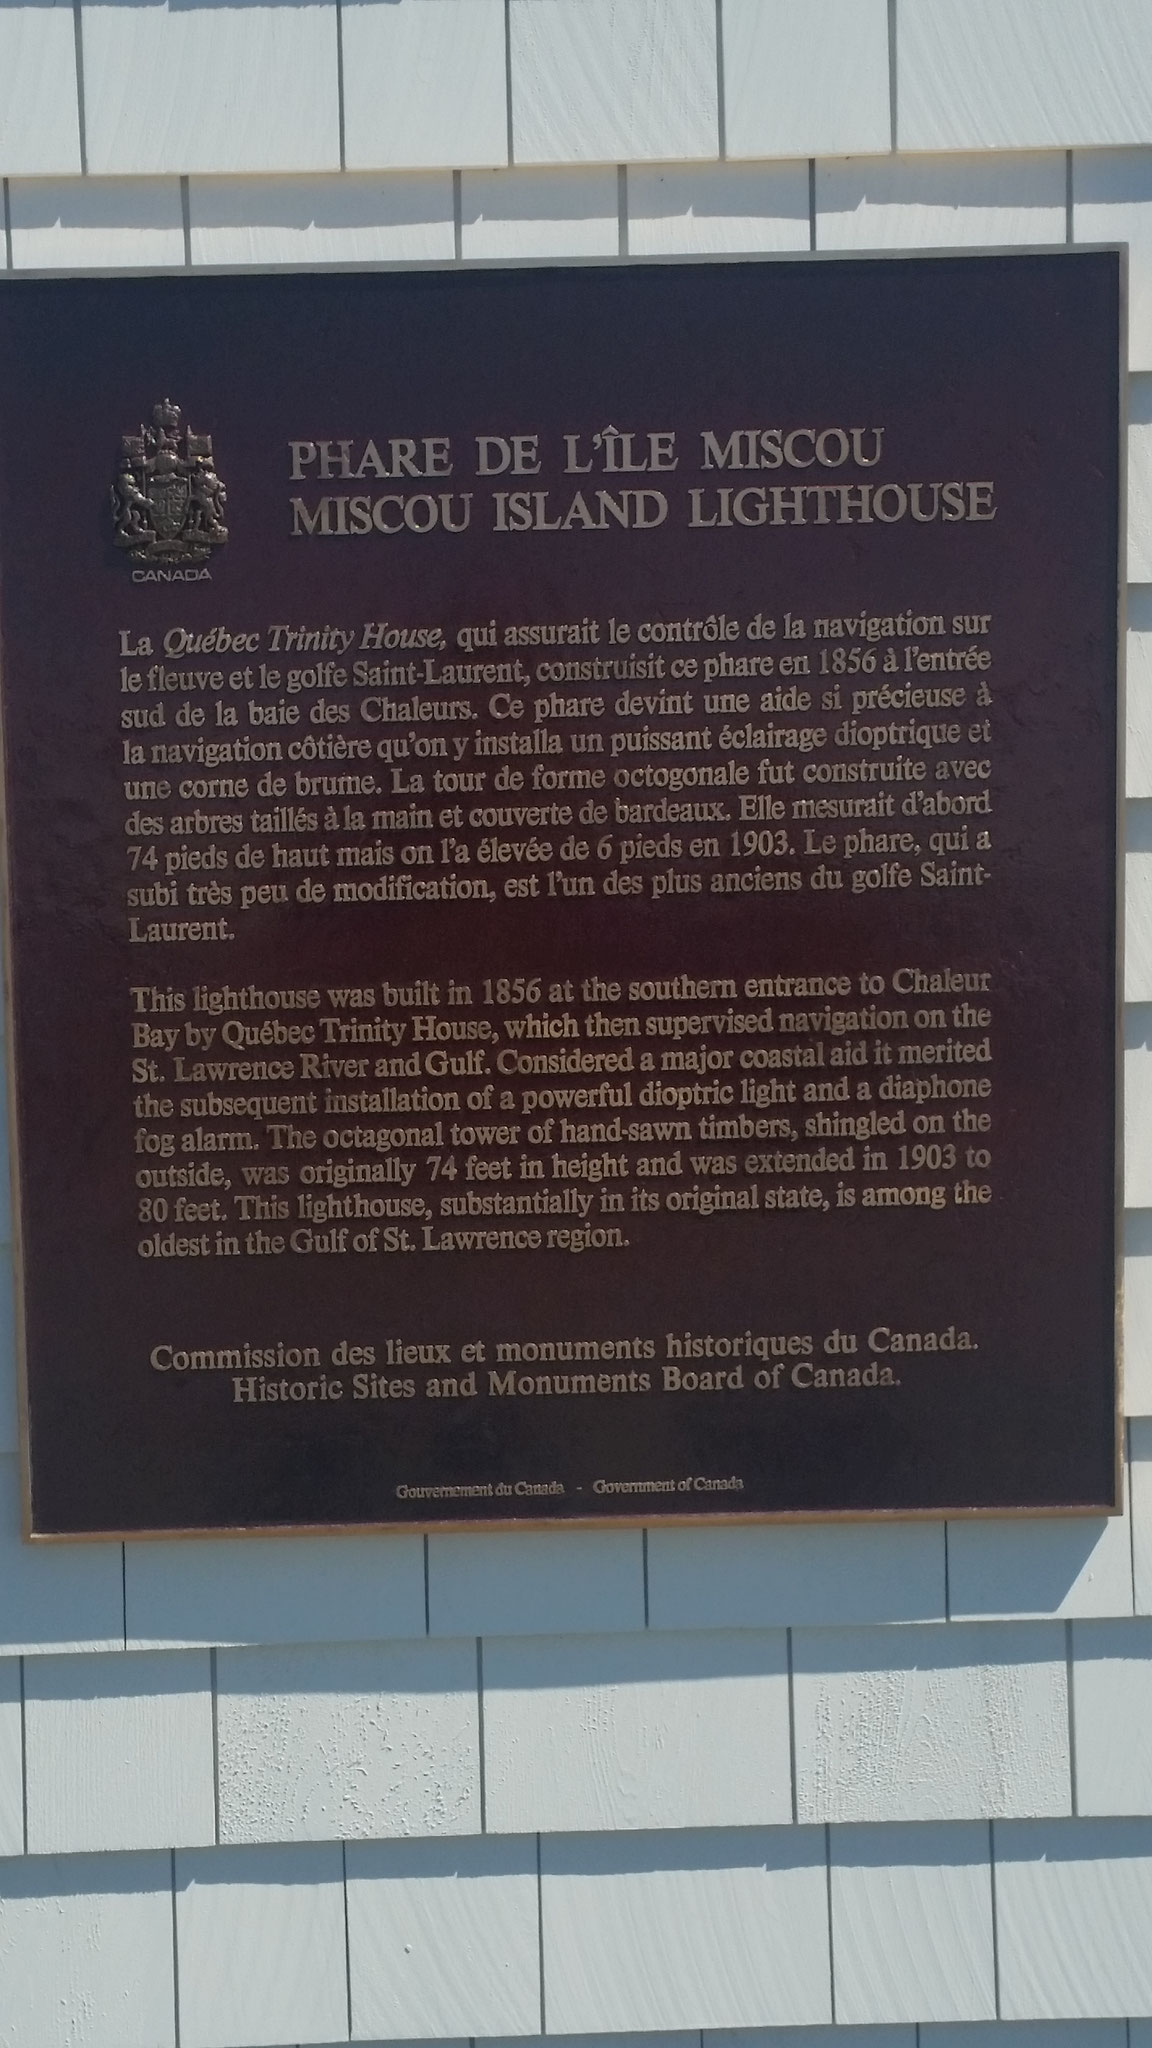 PHARE DE L'ÎLE MISCOU
MISCOU ISLAND LIGHTHOUSE
CANADA
La Québec Trinity House, qui assurait le contrôle de la navigation sur
le fleuve et le golfe Saint-Laurent, construisit ce phare en 1856 à l'entrée
sud de la baie des Chaleurs. Ce phare devint une aide si précieuse à
la navigation côtière qu'on y installa un puissant éclairage dioptrique et
une corne de brume. La tour de forme octogonale fut construite avec
des arbres taillés à la main et couverte de bardeaux. Elle mesurait d'abord
74 pieds de haut mais on l'a élevée de 6 pieds en 1903. Le phare, qui a
subi très peu de modification, est l'un des plus anciens du golfe Saint-
Laurent.
This lighthouse was built in 1856 at the southern entrance to Chaleur
Bay by Québec Trinity House, which then supervised navigation on the
St. Lawrence River and Gulf. Considered a major coastal aid it merited
the subsequent installation of a powerful dioptric light and a diaphone
fog alarm. The octagonal tower of hand-sawn timbers, shingled on the
outside, was originally 74 feet in height and was extended in 1903 to
80 feet. This lighthouse, substantially in its original state, is among the
oldest in the Gulf of St. Lawrence region.
Commission des lieux et monuments historiques du Canada.
Historic Sites and Monuments Board of Canada.
Gouvernement du Canada - Government of Canada